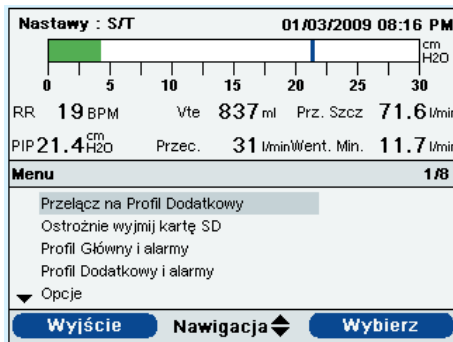 Nastawy : S/T 01/03/2009 08:16 PM
cm
H2O
0 5 10 15 20 25 30
RR 19 BPM Vte 837 ml Prz. Szcz 71.6 l/min
PIP 21.4 cm H2O Przec. 31 l/min Went. Min. 11.7 l/min
Menu 1/8
Przełącz na Profil Dodatkowy
Ostrożnie wyjmij kartę SD
Profil Główny i alarmy
Profil Dodatkowy i alarmy
Opcje
Wyjście Nawigacja Wybierz